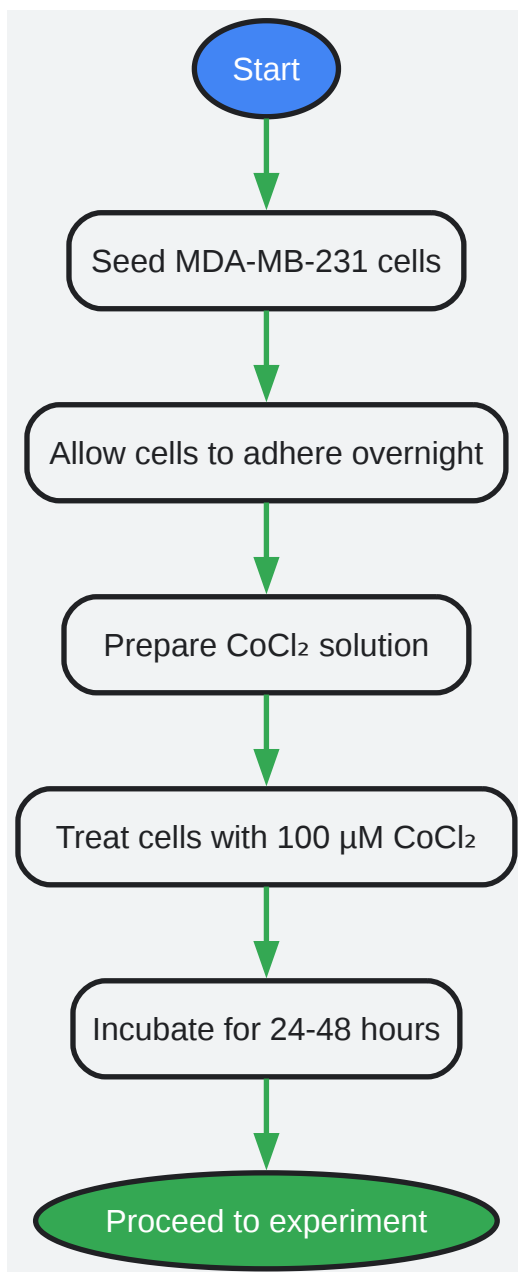 Start
Seed MDA-MB-231 cells
Allow cells to adhere overnight
Prepare CoCl₂ solution
Treat cells with 100 µM CoCl₂
Incubate for 24-48 hours
Proceed to experiment